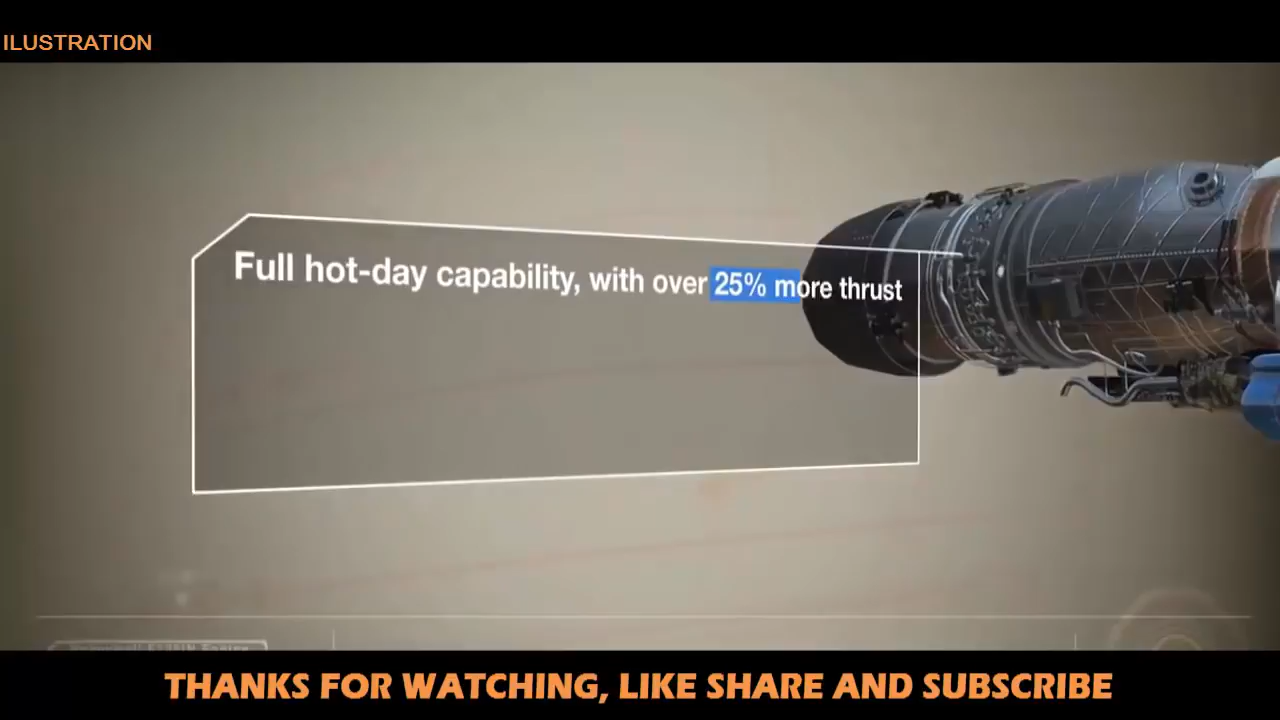 ILUSTRATION
Full hot-day capability, with over 25% more thrust
THANKS FOR WATCHING, LIKE SHARE AND SUBSCRIBE